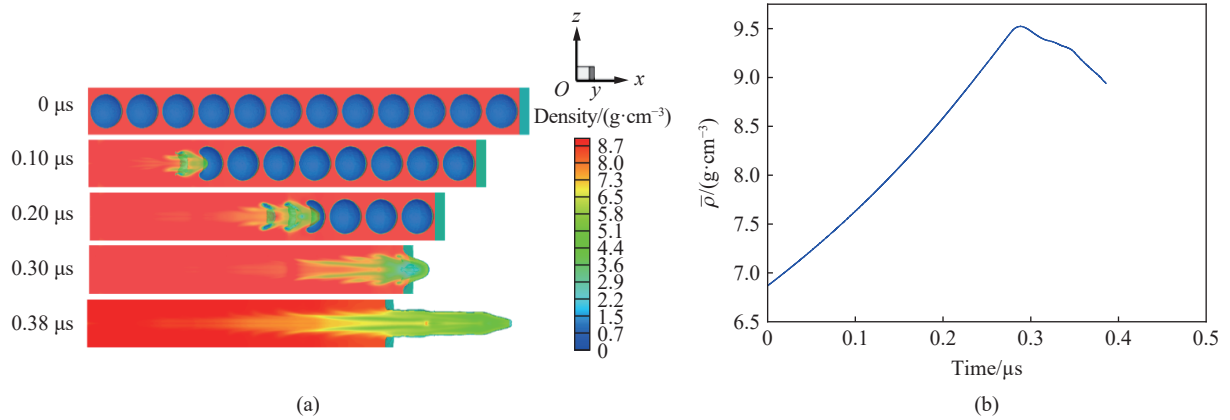 z
O
y
x
0 μs
0.10 μs
0.20 μs
0.30 μs
0.38 μs
Density/(g·cm⁻³)
8.7
8.0
7.3
6.6
5.8
5.1
4.4
3.6
2.9
2.2
1.5
0.7
0
(a)
ρ̅/(g·cm⁻³)
9.5
9.0
8.5
8.0
7.5
7.0
6.5
0
0.1
0.2
0.3
0.4
0.5
Time/μs
(b)